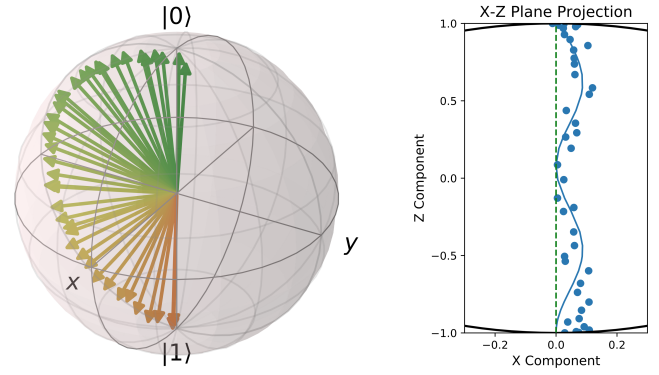 |0⟩
y
x
|1⟩
X-Z Plane Projection
Z Component
1.0
0.5
0.0
−0.5
−1.0
−0.2
0.0
0.2
X Component